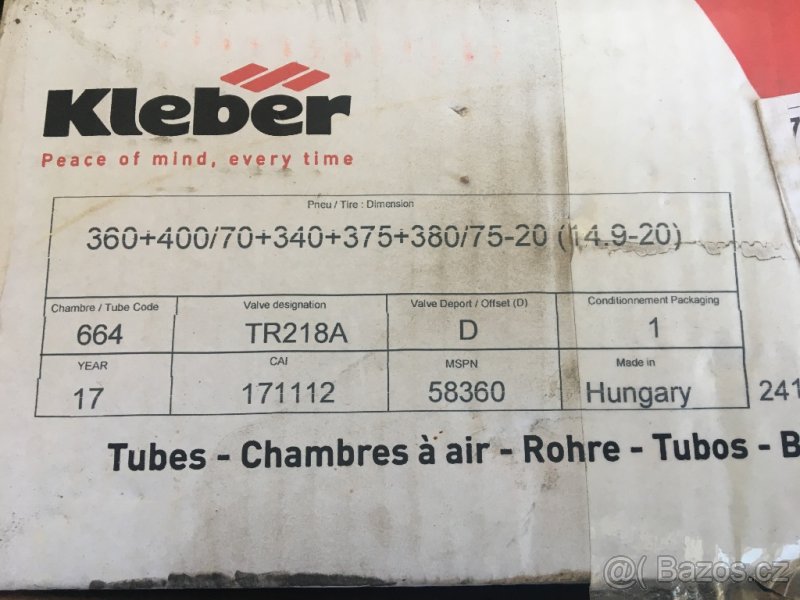 Kleber
Peace of mind, every time
Pneu / Tire : Dimension
360+400/70+340+375+380/75-20 (14.9-20)
Chambre / Tube Code Valve designation Valve Deport / Offset (D) Conditionnement Packaging
664 TR218A D 1
YEAR CAI MSPN Made in
17 171112 58360 Hungary 241
Tubes - Chambres à air - Rohre - Tubos - B
@( Bazoš.cz